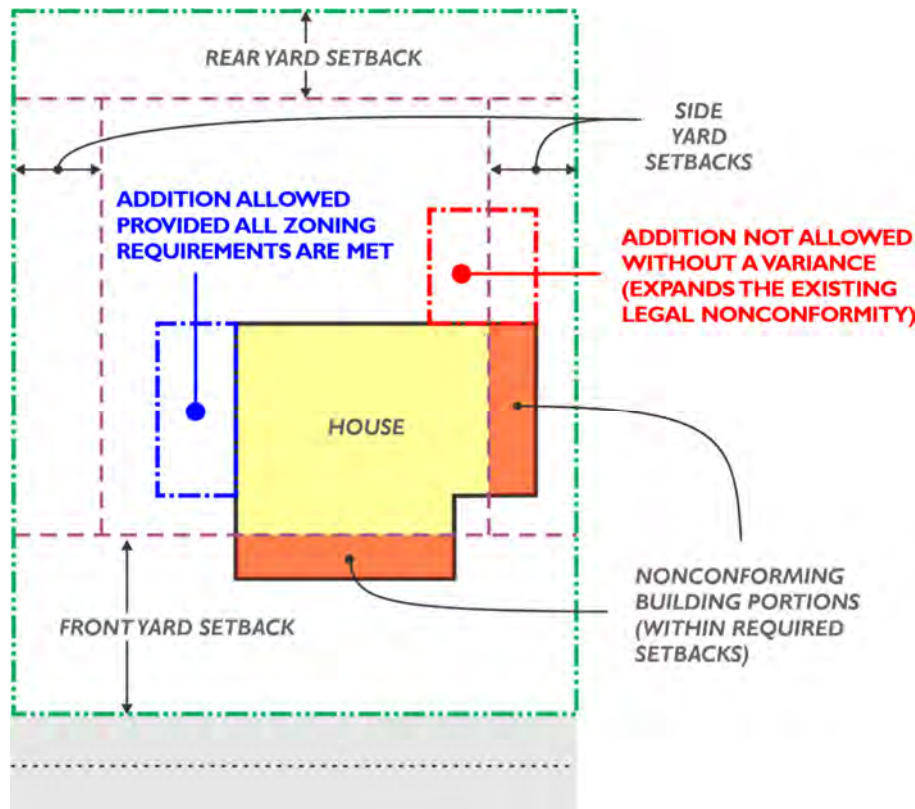 REAR YARD SETBACK
SIDE
YARD
SETBACKS
ADDITION ALLOWED
PROVIDED ALL ZONING
REQUIREMENTS ARE MET
ADDITION NOT ALLOWED
WITHOUT A VARIANCE
(EXPANDS THE EXISTING
LEGAL NONCONFORMITY)
HOUSE
NONCONFORMING
BUILDING PORTIONS
(WITHIN REQUIRED
SETBACKS)
FRONT YARD SETBACK